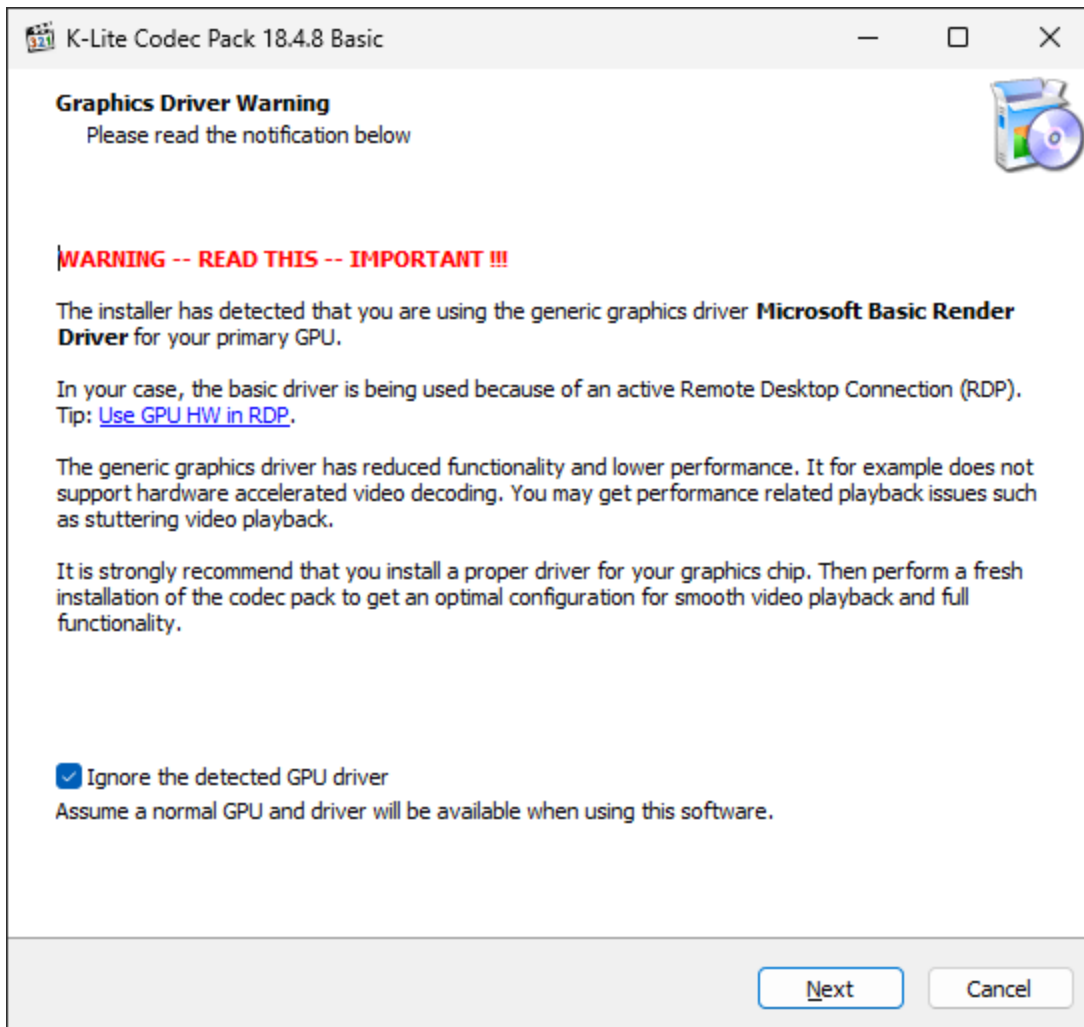 K-Lite Codec Pack 18.4.8 Basic
Graphics Driver Warning
Please read the notification below
WARNING -- READ THIS -- IMPORTANT !!!
The installer has detected that you are using the generic graphics driver Microsoft Basic Render
Driver for your primary GPU.
In your case, the basic driver is being used because of an active Remote Desktop Connection (RDP).
Tip: Use GPU HW in RDP.
The generic graphics driver has reduced functionality and lower performance. It for example does not
support hardware accelerated video decoding. You may get performance related playback issues such
as stuttering video playback.
It is strongly recommend that you install a proper driver for your graphics chip. Then perform a fresh
installation of the codec pack to get an optimal configuration for smooth video playback and full
functionality.
Ignore the detected GPU driver
Assume a normal GPU and driver will be available when using this software.
Next
Cancel